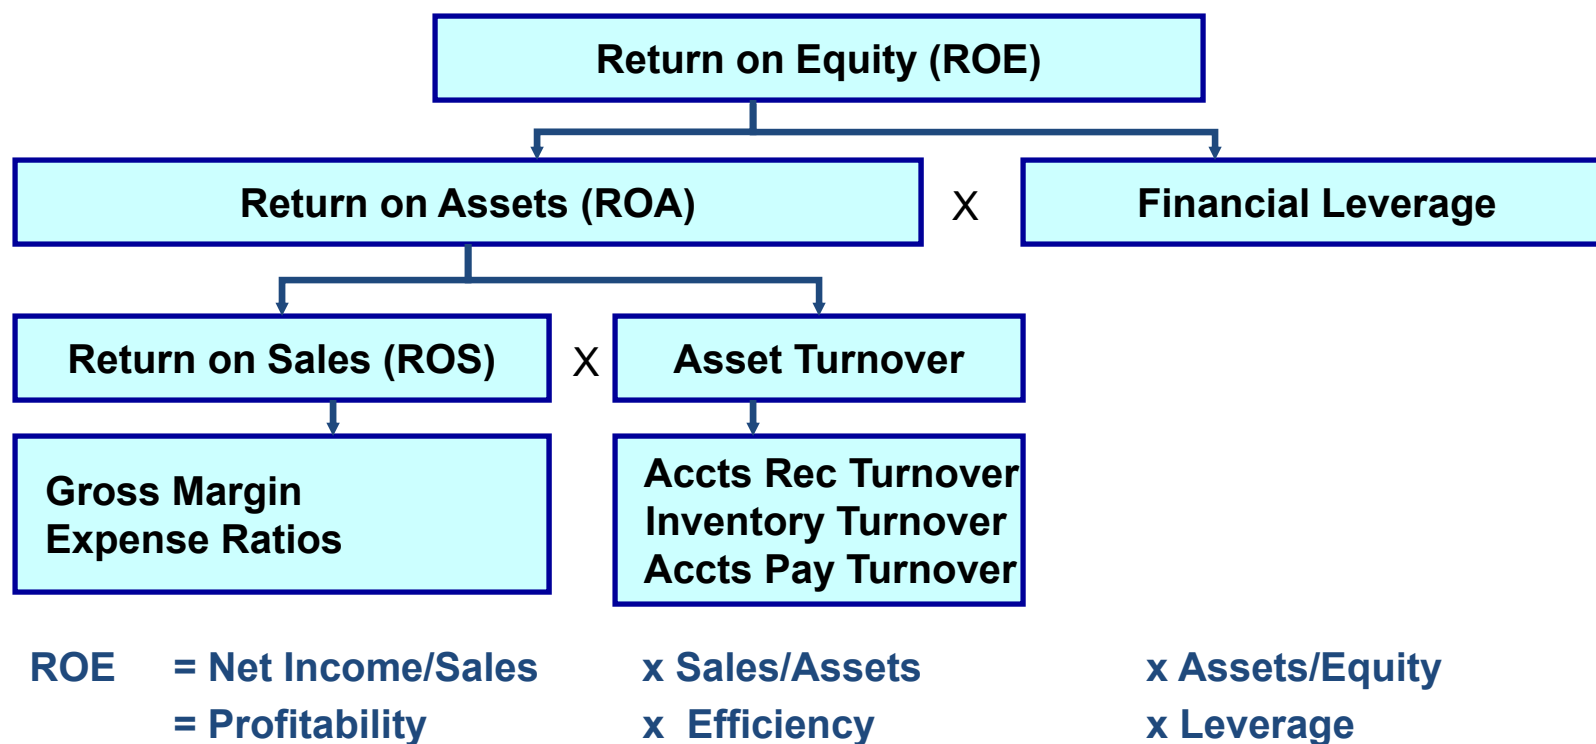 Return on Equity (ROE)
Return on Assets (ROA) X Financial Leverage
Return on Sales (ROS) X Asset Turnover
Gross Margin
Expense Ratios
Accts Rec Turnover
Inventory Turnover
Accts Pay Turnover
ROE = Net Income/Sales x Sales/Assets x Assets/Equity
= Profitability x Efficiency x Leverage